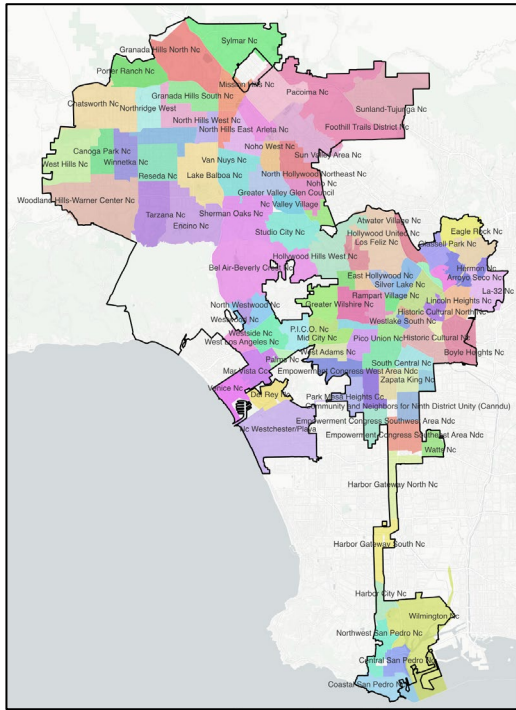 Sylmar Nc
Granada Hills North Nc
Porter Ranch Nc
Mission Hills Nc
Pacoima Nc
Chatsworth Nc
Granada Hills South Nc
Northridge West
Sunland-Tujunga Nc
North Hills West Nc
North Hills East
Arleta Nc
Foothill Trails District Nc
Noho West Nc
Canoga Park Nc
West Hills Nc
Winnetka Nc
Van Nuys Nc
Sun Valley Area Nc
Reseda Nc
Lake Balboa Nc
North Hollywood Northeast Nc
Noho Nc
Greater Valley Glen Council
Woodland Hills-Warner Center Nc
Nc Valley Village
Tarzana Nc
Sherman Oaks Nc
Encino Nc
Studio City Nc
Atwater Village Nc
Hollywood United Nc
Eagle Rock Nc
Los Feliz Nc
Glassell Park Nc
Hollywood Hills West Nc
Bel Air-Beverly Crest Nc
Hermon Nc
East Hollywood Nc
Arroyo Seco Nc
Silver Lake Nc
La-32 Nc
Rampart Village Nc
North Westwood Nc
Greater Wilshire Nc
Lincoln Heights Nc
Historic Cultural North Nc
Westwood Nc
Westlake South Nc
Westside Nc
P.I.C.O. Nc
West Los Angeles Nc
Mid City Nc
Pico Union Nc
Historic Cultural Nc
West Adams Nc
Boyle Heights Nc
Palms Nc
South Central Nc
Mar Vista Cc
Empowerment Congress West Area Ndc
Zapata King Nc
Venice Nc
Del Rey Nc
Park Mesa Heights Cc
Community and Neighbors for Ninth District Unity (Canndu)
Empowerment Congress Southwest Area Ndc
Nc Westchester/Playa
Empowerment Congress Southeast Area Ndc
Watts Nc
Harbor Gateway North Nc
Harbor Gateway South Nc
Harbor City Nc
Wilmington Nc
Northwest San Pedro Nc
Central San Pedro Nc
Coastal San Pedro Nc